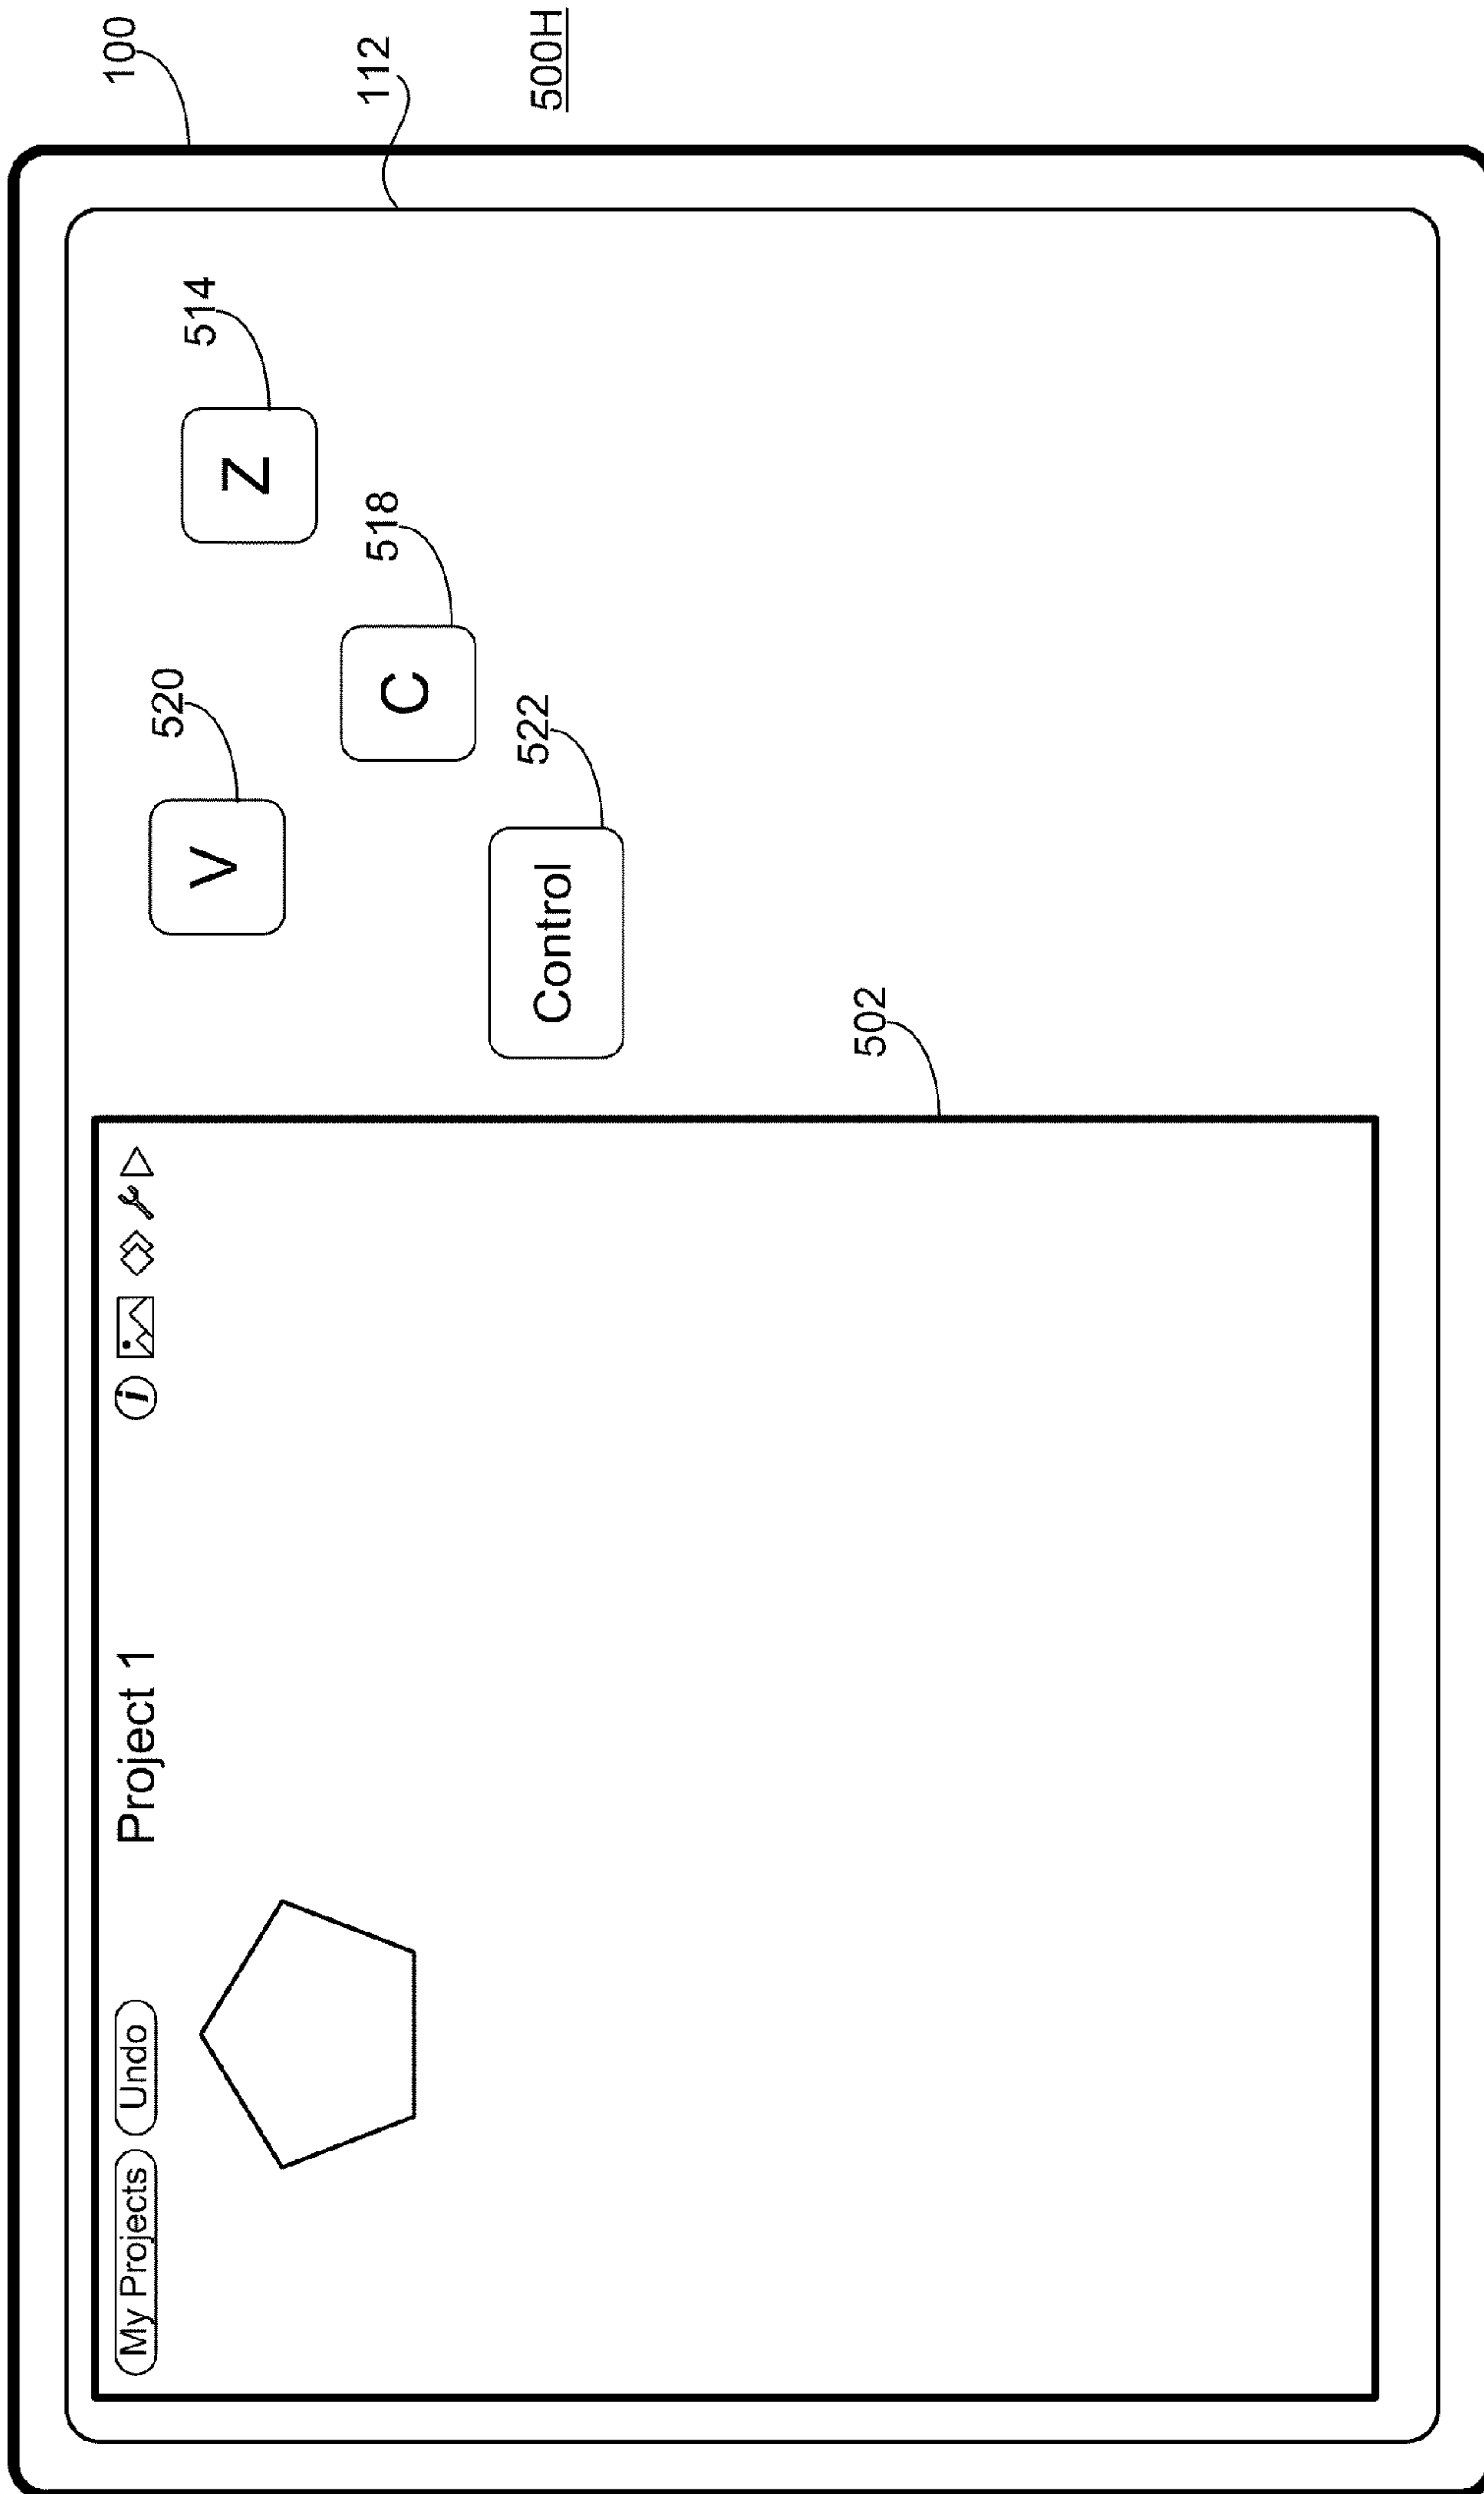 100
112
500H
My Projects
Undo
Project 1
i
520
V
514
Z
518
C
522
Control
502